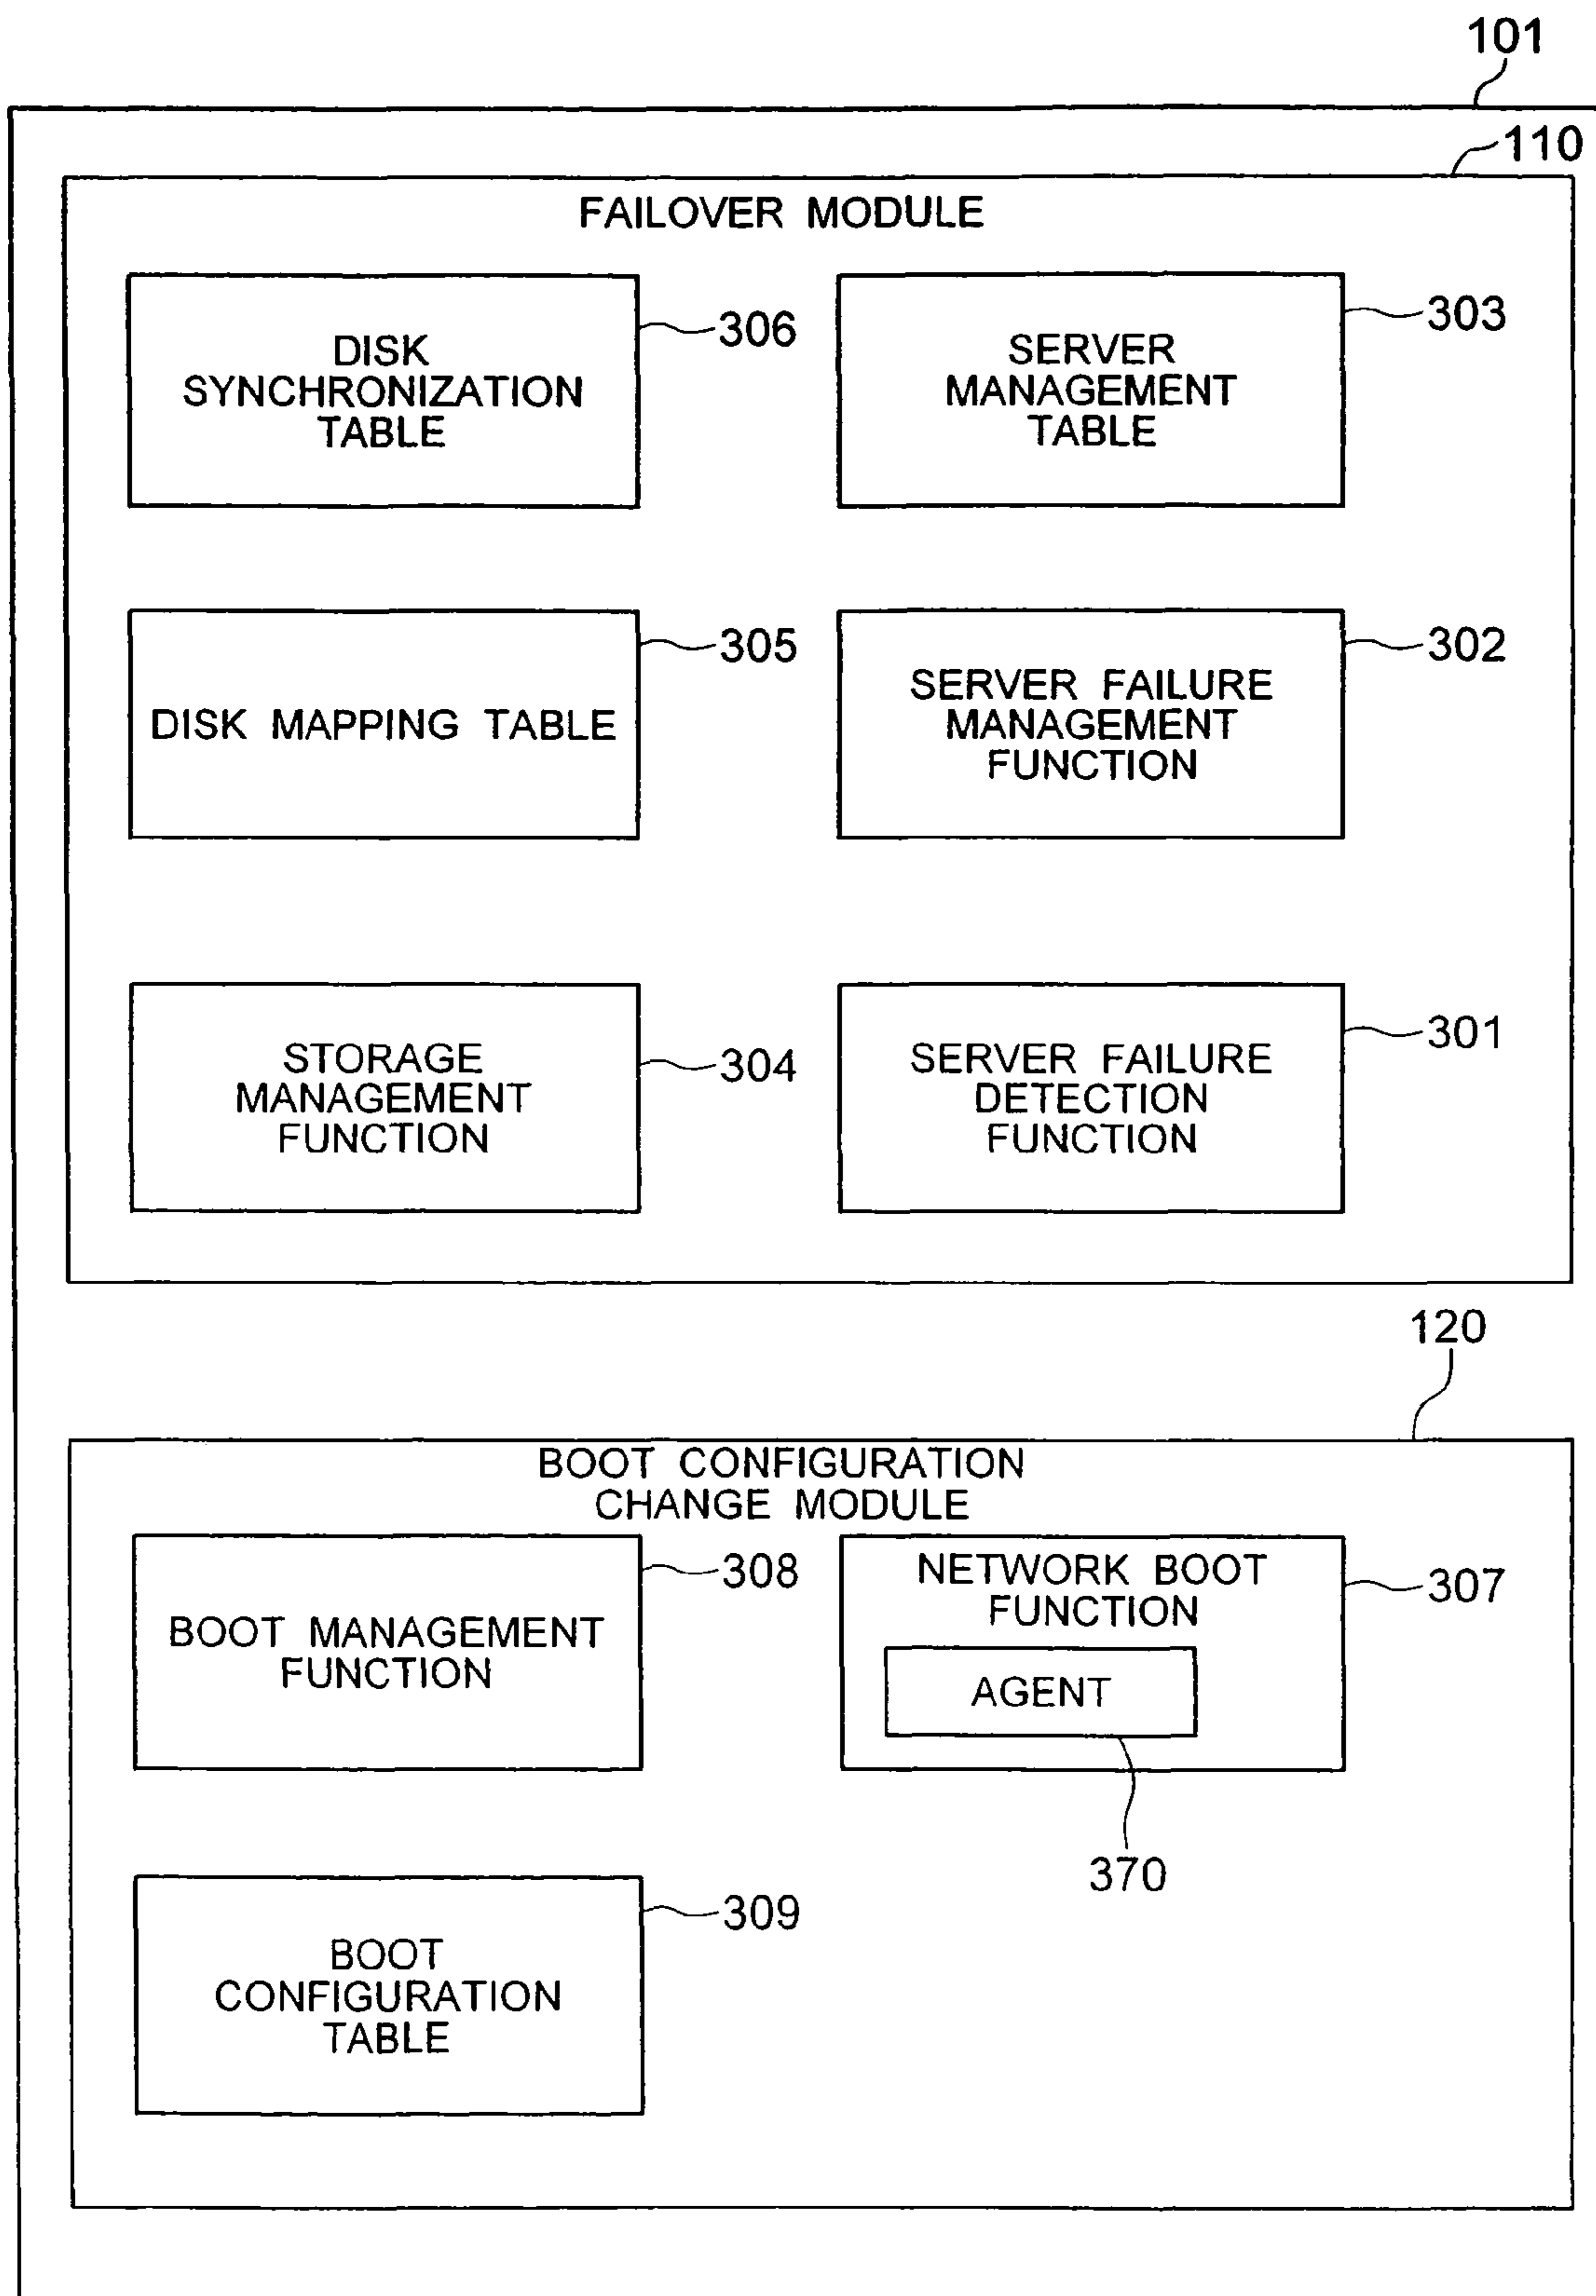 101
110
FAILOVER MODULE
DISK
SYNCHRONIZATION
TABLE
306
SERVER
MANAGEMENT
TABLE
303
DISK MAPPING TABLE
305
SERVER FAILURE
MANAGEMENT
FUNCTION
302
STORAGE
MANAGEMENT
FUNCTION
304
SERVER FAILURE
DETECTION
FUNCTION
301
120
BOOT CONFIGURATION
CHANGE MODULE
BOOT MANAGEMENT
FUNCTION
308
NETWORK BOOT
FUNCTION
AGENT
307
370
BOOT
CONFIGURATION
TABLE
309